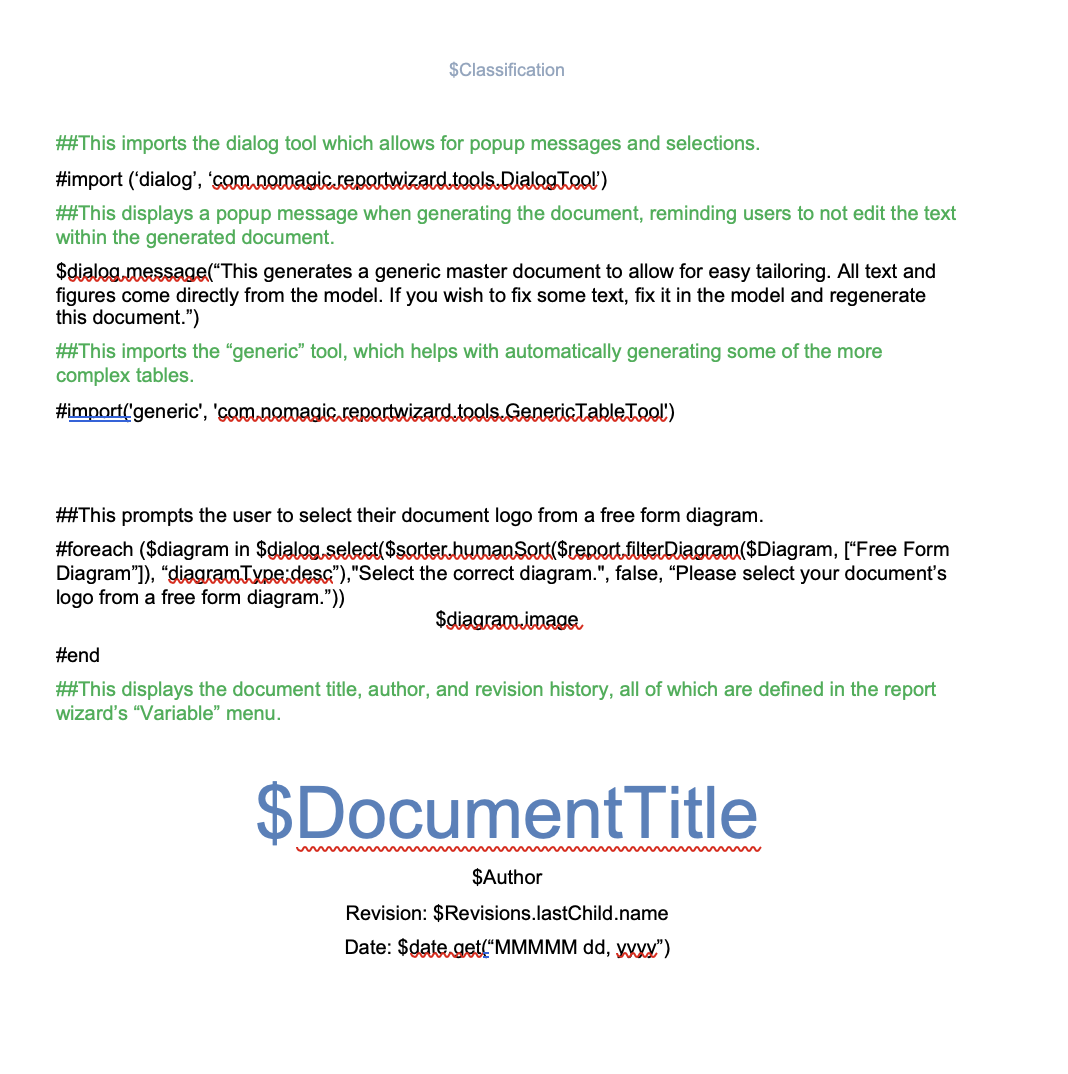 $Classification
##This imports the dialog tool which allows for popup messages and selections.
#import (‘dialog’, ‘com.nomagic.reportwizard.tools.DialogTool’)
##This displays a popup message when generating the document, reminding users to not edit the text
within the generated document.
$dialog.message(“This generates a generic master document to allow for easy tailoring. All text and
figures come directly from the model. If you wish to fix some text, fix it in the model and regenerate
this document.”)
##This imports the “generic” tool, which helps with automatically generating some of the more
complex tables.
#import('generic', 'com.nomagic.reportwizard.tools.GenericTableTool')
##This prompts the user to select their document logo from a free form diagram.
#foreach ($diagram in $dialog.select($sorter.humanSort($report.filterDiagram($Diagram, [“Free Form
Diagram”]), “diagramType:desc”),"Select the correct diagram.", false, “Please select your document’s
logo from a free form diagram.”))
$diagram.image
#end
##This displays the document title, author, and revision history, all of which are defined in the report
wizard’s “Variable” menu.
$DocumentTitle
$Author
Revision: $Revisions.lastChild.name
Date: $date.get(“MMMMM dd, yyyy”)